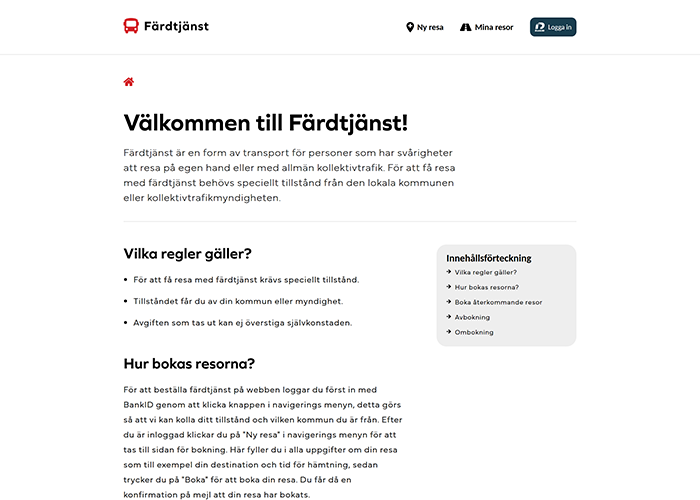 Färdtjänst
Ny resa
Mina resor
Logga in
Välkommen till Färdtjänst!
Färdtjänst är en form av transport för personer som har svårigheter
att resa på egen hand eller med allmän kollektivtrafik. För att få resa
med färdtjänst behövs speciellt tillstånd från den lokala kommunen
eller kollektivtrafikmyndigheten.
Vilka regler gäller?
För att få resa med färdtjänst krävs speciellt tillstånd.
Tillståndet får du av din kommun eller myndighet.
Avgiften som tas ut kan ej överstiga självkonstaden.
Innehållsförteckning
Vilka regler gäller?
Hur bokas resorna?
Boka återkommande resor
Avbokning
Ombokning
Hur bokas resorna?
För att beställa färdtjänst på webben loggar du först in med
BankID genom att klicka knappen i navigerings menyn, detta görs
så att vi kan kolla ditt tillstånd och vilken kommun du är från. Efter
du är inloggad klickar du på "Ny resa" i navigerings menyn för att
tas till sidan för bokning. Här fyller du i alla uppgifter om din resa
som till exempel din destination och tid för hämtning, sedan
trycker du på "Boka" för att boka din resa. Du får då en
konfirmation på mejl att din resa har bokats.